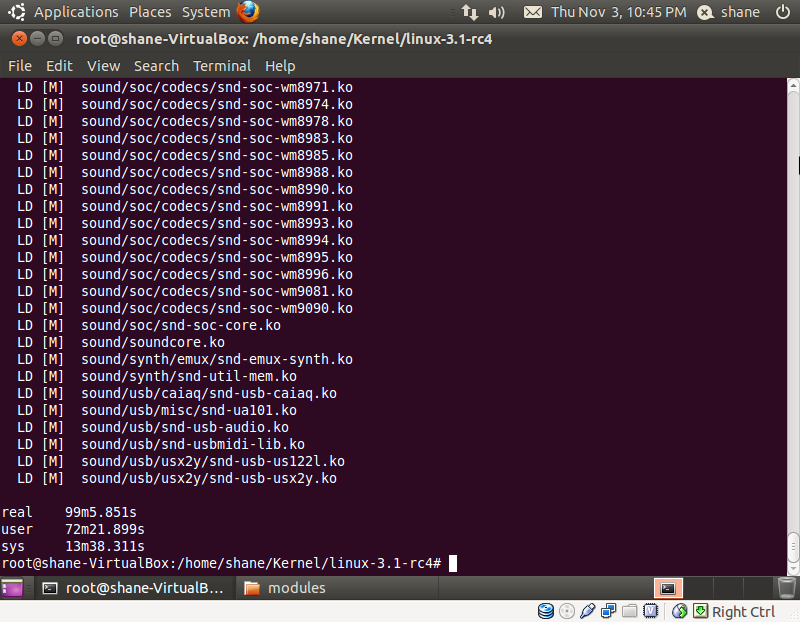 Applications Places System Thu Nov 3, 10:45 PM shane
root@shane-VirtualBox: /home/shane/Kernel/linux-3.1-rc4
File Edit View Search Terminal Help
LD [M] sound/soc/codecs/snd-soc-wm8971.ko
LD [M] sound/soc/codecs/snd-soc-wm8974.ko
LD [M] sound/soc/codecs/snd-soc-wm8978.ko
LD [M] sound/soc/codecs/snd-soc-wm8983.ko
LD [M] sound/soc/codecs/snd-soc-wm8985.ko
LD [M] sound/soc/codecs/snd-soc-wm8988.ko
LD [M] sound/soc/codecs/snd-soc-wm8990.ko
LD [M] sound/soc/codecs/snd-soc-wm8991.ko
LD [M] sound/soc/codecs/snd-soc-wm8993.ko
LD [M] sound/soc/codecs/snd-soc-wm8994.ko
LD [M] sound/soc/codecs/snd-soc-wm8995.ko
LD [M] sound/soc/codecs/snd-soc-wm8996.ko
LD [M] sound/soc/codecs/snd-soc-wm9081.ko
LD [M] sound/soc/codecs/snd-soc-wm9090.ko
LD [M] sound/soc/snd-soc-core.ko
LD [M] sound/soundcore.ko
LD [M] sound/synth/emux/snd-emux-synth.ko
LD [M] sound/synth/snd-util-mem.ko
LD [M] sound/usb/caiaq/snd-usb-caiaq.ko
LD [M] sound/usb/misc/snd-ua101.ko
LD [M] sound/usb/snd-usb-audio.ko
LD [M] sound/usb/snd-usbmidi-lib.ko
LD [M] sound/usb/usx2y/snd-usb-us122l.ko
LD [M] sound/usb/usx2y/snd-usb-usx2y.ko
real 99m5.851s
user 72m21.899s
sys 13m38.311s
root@shane-VirtualBox:/home/shane/Kernel/linux-3.1-rc4#
root@shane-VirtualB... modules
Right Ctrl